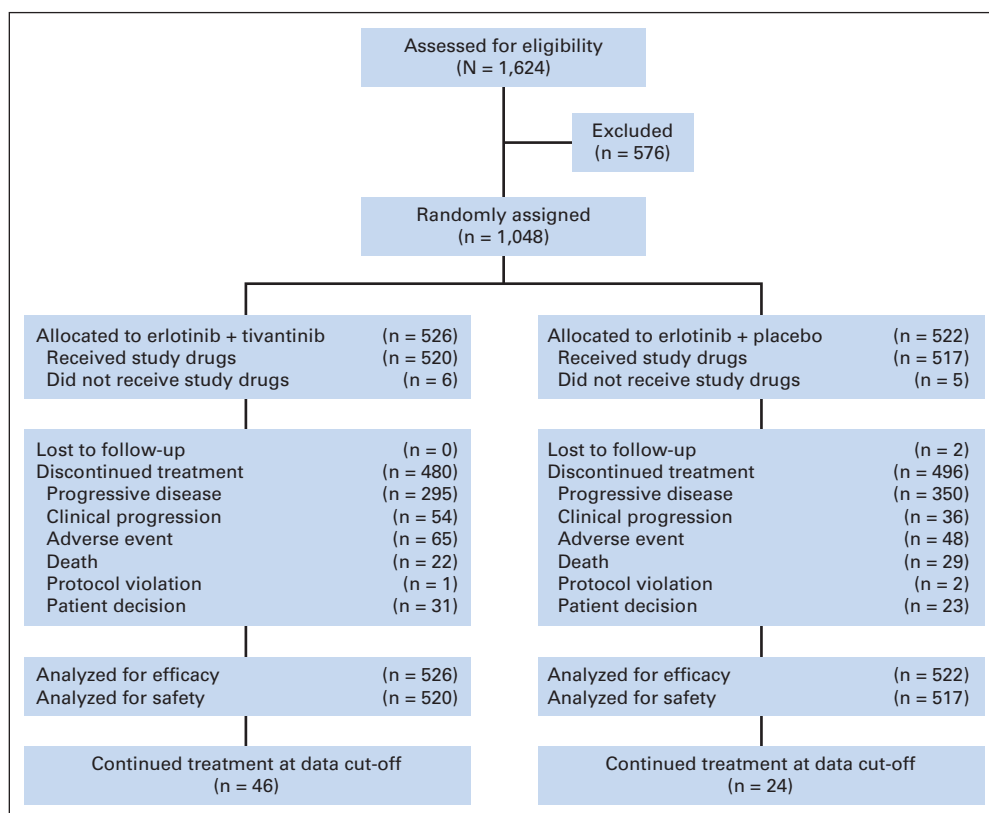 Assessed for eligibility
(N = 1,624)
Excluded
(n = 576)
Randomly assigned
(n = 1,048)
Allocated to erlotinib + tivantinib (n = 526)
Received study drugs (n = 520)
Did not receive study drugs (n = 6)
Allocated to erlotinib + placebo (n = 522)
Received study drugs (n = 517)
Did not receive study drugs (n = 5)
Lost to follow-up (n = 0)
Discontinued treatment (n = 480)
Progressive disease (n = 295)
Clinical progression (n = 54)
Adverse event (n = 65)
Death (n = 22)
Protocol violation (n = 1)
Patient decision (n = 31)
Lost to follow-up (n = 2)
Discontinued treatment (n = 496)
Progressive disease (n = 350)
Clinical progression (n = 36)
Adverse event (n = 48)
Death (n = 29)
Protocol violation (n = 2)
Patient decision (n = 23)
Analyzed for efficacy (n = 526)
Analyzed for safety (n = 520)
Analyzed for efficacy (n = 522)
Analyzed for safety (n = 517)
Continued treatment at data cut-off
(n = 46)
Continued treatment at data cut-off
(n = 24)